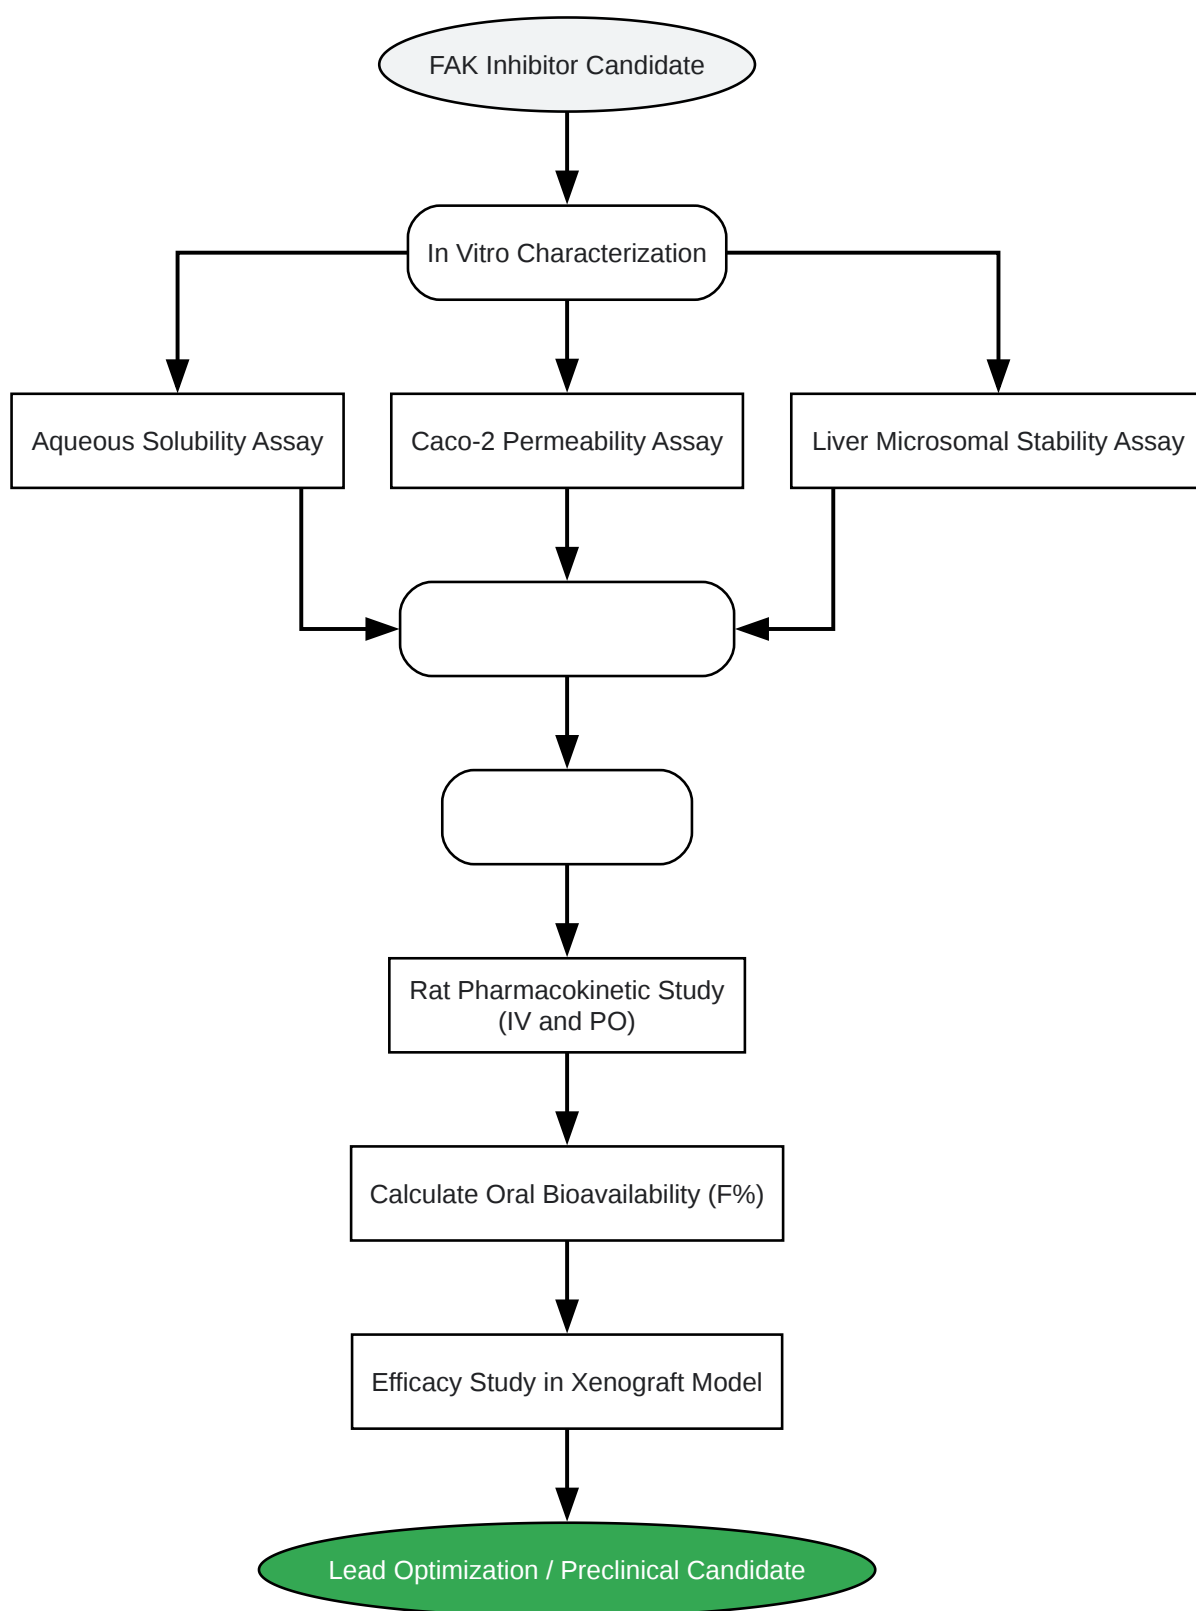 FAK Inhibitor Candidate
In Vitro Characterization
Aqueous Solubility Assay
Caco-2 Permeability Assay
Liver Microsomal Stability Assay
Rat Pharmacokinetic Study
(IV and PO)
Calculate Oral Bioavailability (F%)
Efficacy Study in Xenograft Model
Lead Optimization / Preclinical Candidate